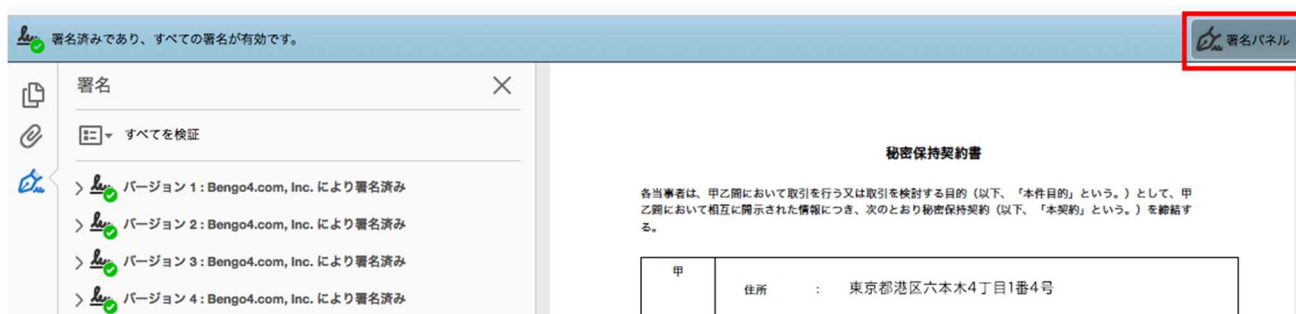 署名済みであり、すべての署名が有効です。
署名パネル
署名
すべてを検証
バージョン 1 : Bengo4.com, Inc. により署名済み
バージョン 2 : Bengo4.com, Inc. により署名済み
バージョン 3 : Bengo4.com, Inc. により署名済み
バージョン 4 : Bengo4.com, Inc. により署名済み
秘密保持契約書
各当事者は、甲乙間において取引を行う又は取引を検討する目的（以下、「本件目的」という。）として、甲
乙間において相互に開示された情報につき、次のとおり秘密保持契約（以下、「本契約」という。）を締結す
る。
甲
住所 : 東京都港区六本木4丁目1番4号